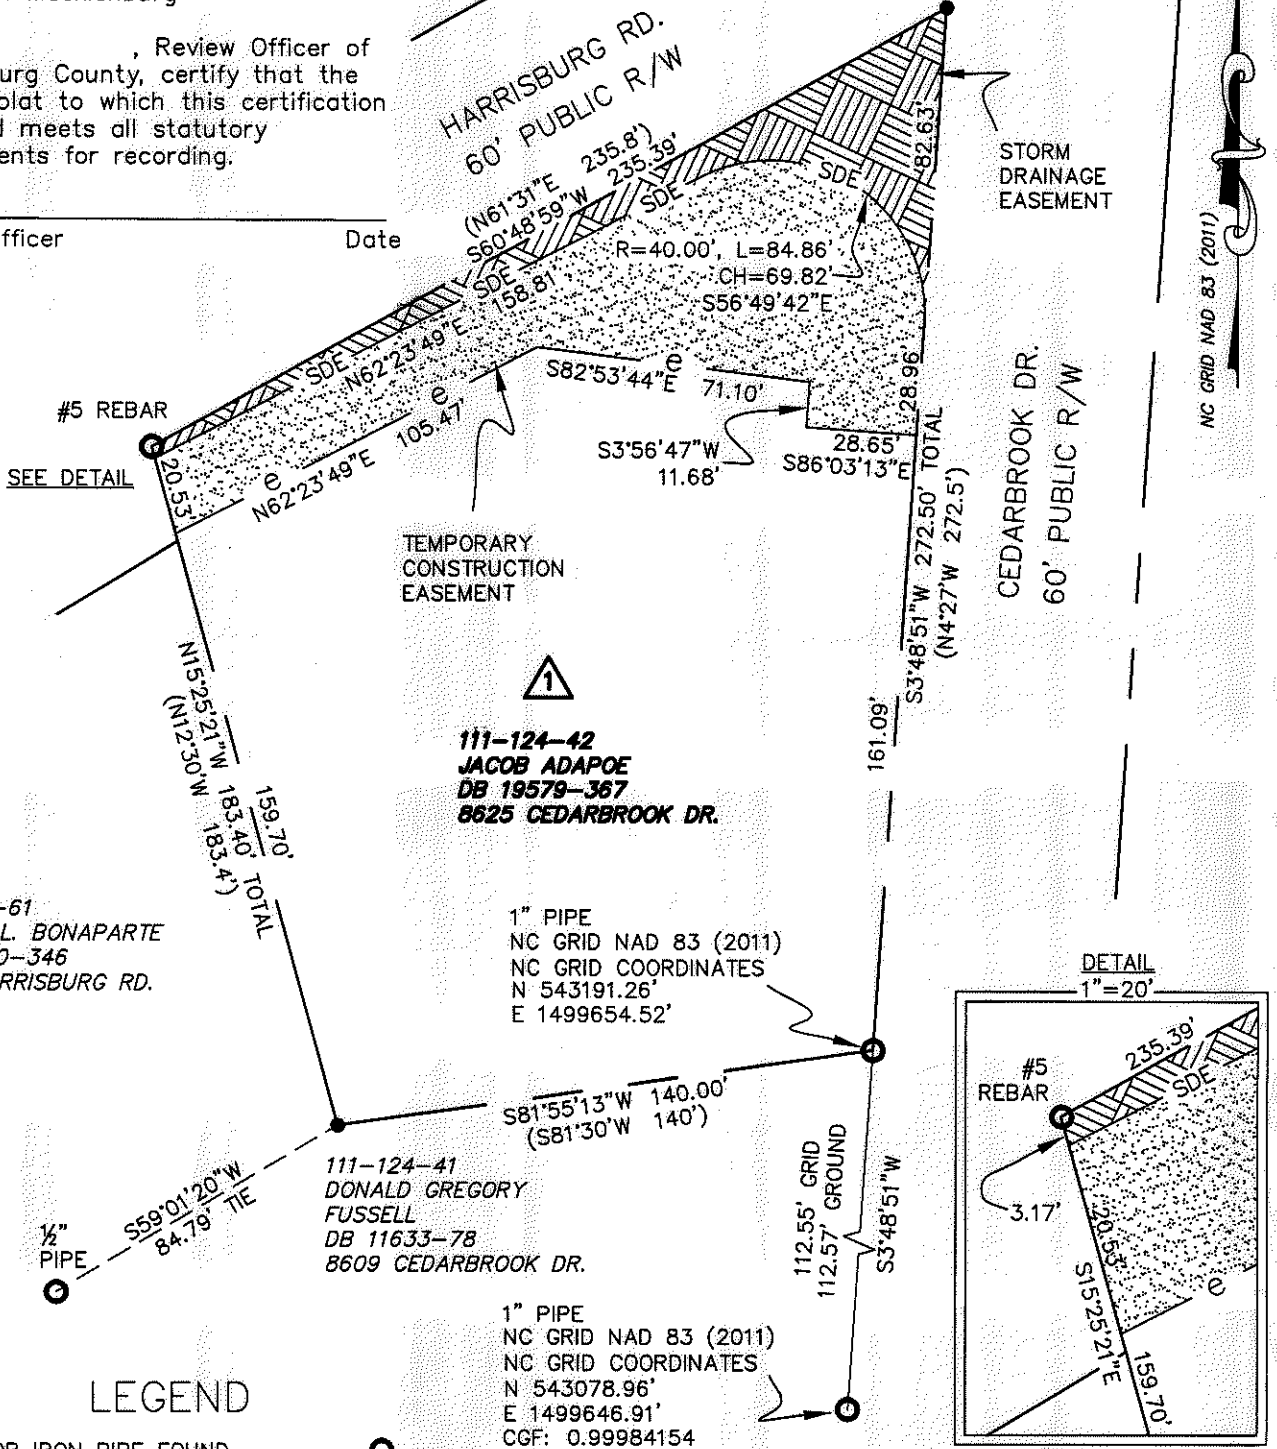 , Review Officer of
County, certify that the
plat to which this certification
meets all statutory
for recording.
Date
HARRISBURG RD.
60' PUBLIC R/W
(N61°31"E 235.8')
S60°48'59"W 235.39'
SDE
SDE
SDE
SDE
N62°23'49"E 158.81
R=40.00', L=84.86'
CH=69.82'
S56°49'42"E
82.63'
STORM
DRAINAGE
EASEMENT
NC GRID NAD 83 (2011)
#5 REBAR
SEE DETAIL
20.53'
e
N62°23'49"E 105.47'
e
S82°53'44"E 71.10'
e
S3°56'47"W
11.68'
28.65'
S86°03'13"E
28.96'
S3°48'51"W 272.50' TOTAL
(N4°27'W 272.5')
CEDARBROOK DR.
60' PUBLIC R/W
TEMPORARY
CONSTRUCTION
EASEMENT
161.09'
1
111-124-42
JACOB ADAPOE
DB 19579-367
8625 CEDARBROOK DR.
159.70'
N15°25'21"W 183.40' TOTAL
(N12°30'W 183.4')
-61
L. BONAPARTE
0-346
RRISBURG RD.
1" PIPE
NC GRID NAD 83 (2011)
NC GRID COORDINATES
N 543191.26'
E 1499654.52'
S81°55'13"W 140.00'
(S81°30'W 140')
S59°01'20"W
84.79' TIE
½"
PIPE
111-124-41
DONALD GREGORY
FUSSELL
DB 11633-78
8609 CEDARBROOK DR.
112.55' GRID
112.57' GROUND
S3°48'51"W
1" PIPE
NC GRID NAD 83 (2011)
NC GRID COORDINATES
N 543078.96'
E 1499646.91'
CGF: 0.99984154
DETAIL
1"=20'
235.39'
SDE
#5
REBAR
3.17'
20.53'
e
S15°25'21"E
159.70'
LEGEND
OR IRON PIPE FOUND